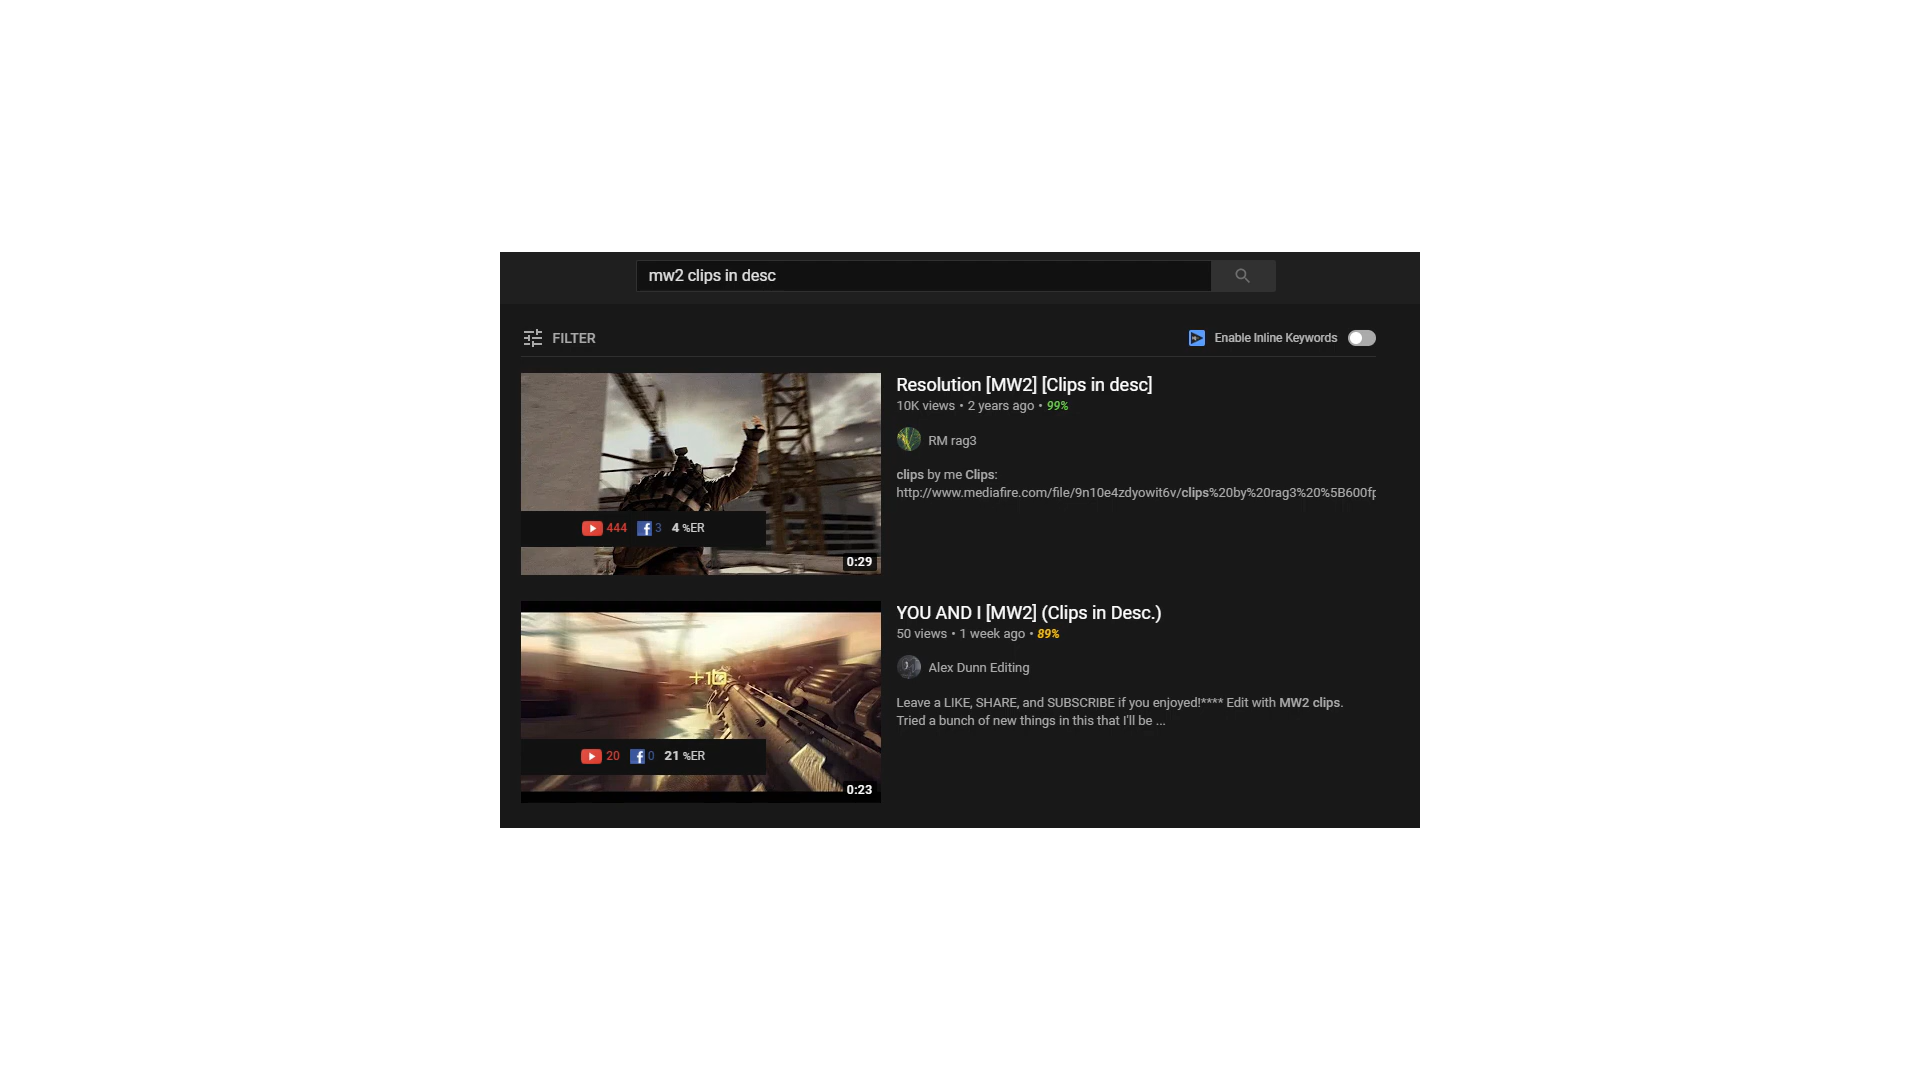 mw2 clips in desc
FILTER
Enable Inline Keywords
Resolution [MW2] [Clips in desc]
10K views • 2 years ago • 99%
RM rag3
clips by me Clips:
http://www.mediafire.com/file/9n10e4zdyowit6v/clips%20by%20rag3%20%5B600fp
444 3 4 %ER
0:29
YOU AND I [MW2] (Clips in Desc.)
50 views • 1 week ago • 89%
Alex Dunn Editing
Leave a LIKE, SHARE, and SUBSCRIBE if you enjoyed!**** Edit with MW2 clips.
Tried a bunch of new things in this that I'll be ...
20 0 21 %ER
0:23